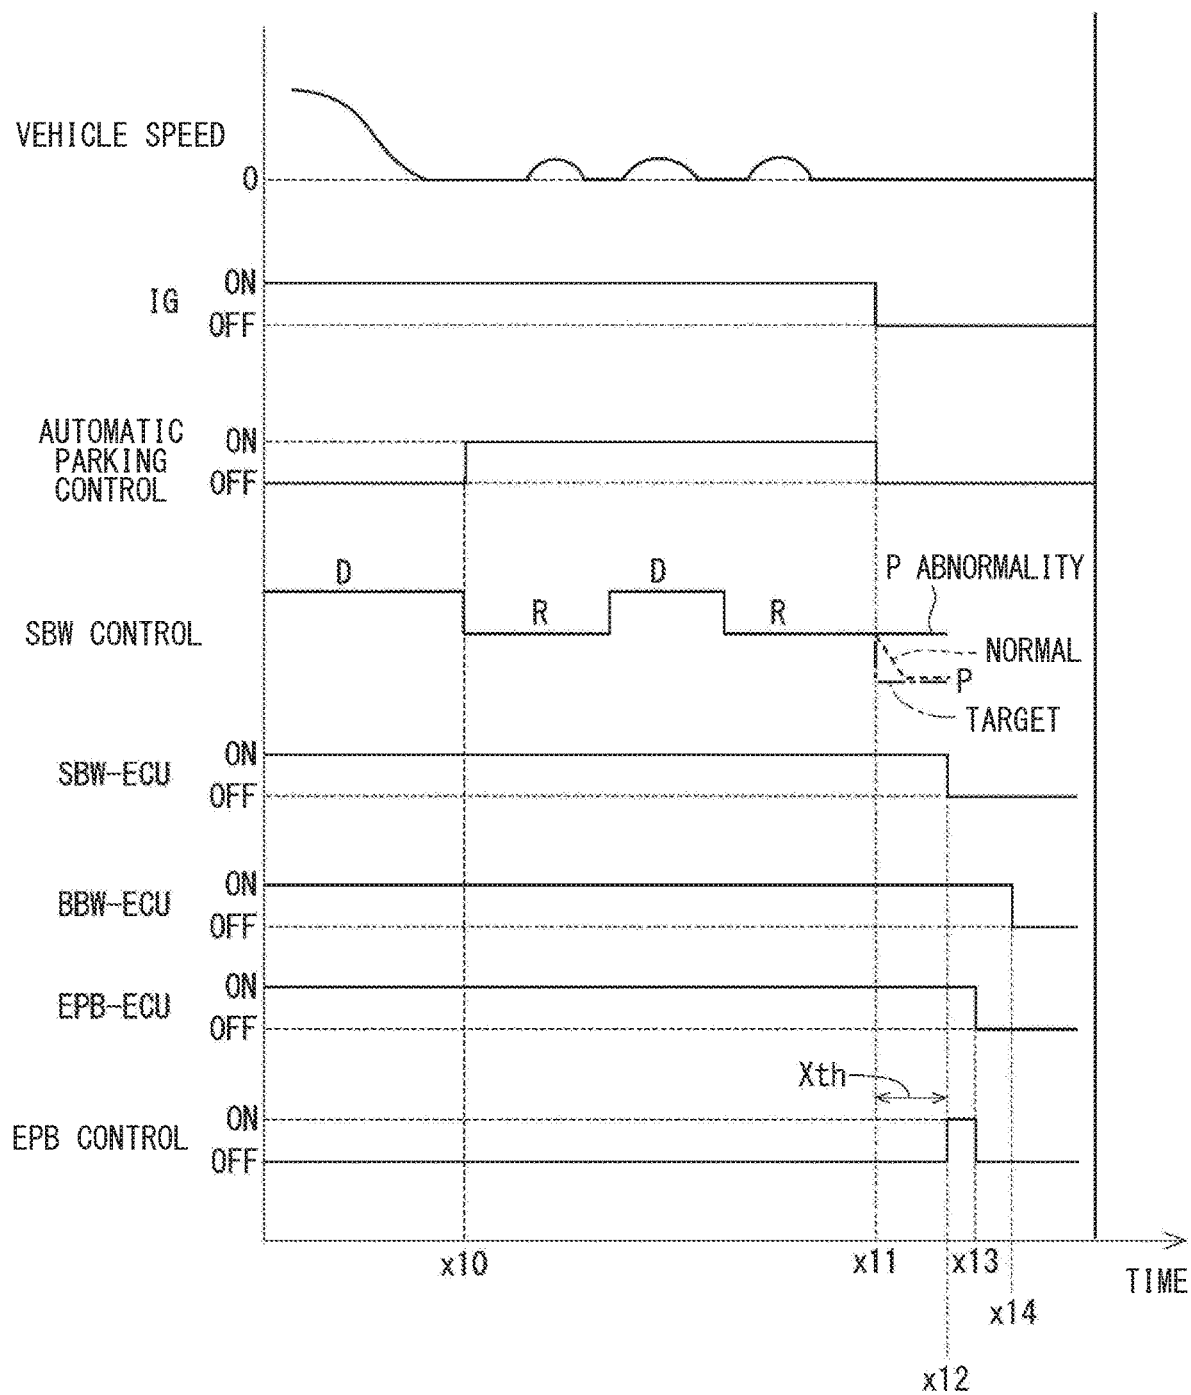 VEHICLE SPEED
0
IG
ON
OFF
AUTOMATIC
PARKING
CONTROL
ON
OFF
SBW CONTROL
D
R
D
R
P ABNORMALITY
NORMAL
P
TARGET
SBW-ECU
ON
OFF
BBW-ECU
ON
OFF
EPB-ECU
ON
OFF
Xth
EPB CONTROL
ON
OFF
x10
x11
x13
TIME
x14
x12